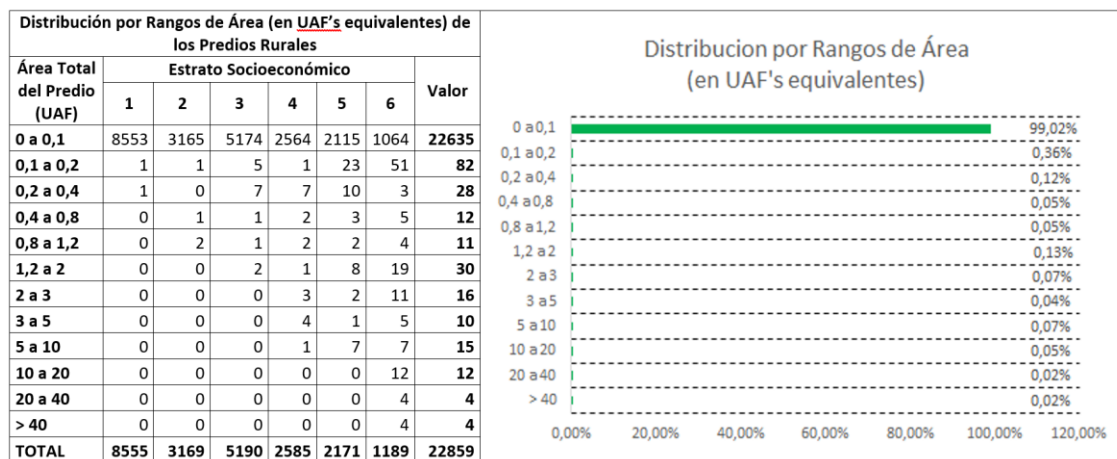 Distribución por Rangos de Área (en UAF's equivalentes) de
los Predios Rurales
Área Total
del Predio
(UAF)
Estrato Socioeconómico
Valor
1 2 3 4 5 6
0 a 0,1 8553 3165 5174 2564 2115 1064 22635
0,1 a 0,2 1 1 5 1 23 51 82
0,2 a 0,4 1 0 7 7 10 3 28
0,4 a 0,8 0 1 1 2 3 5 12
0,8 a 1,2 0 2 1 2 2 4 11
1,2 a 2 0 0 2 1 8 19 30
2 a 3 0 0 0 3 2 11 16
3 a 5 0 0 0 4 1 5 10
5 a 10 0 0 0 1 7 7 15
10 a 20 0 0 0 0 0 12 12
20 a 40 0 0 0 0 0 4 4
> 40 0 0 0 0 0 4 4
TOTAL 8555 3169 5190 2585 2171 1189 22859
Distribucion por Rangos de Área
(en UAF's equivalentes)
0 a 0,1 99,02%
0,1 a 0,2 0,36%
0,2 a 0,4 0,12%
0,4 a 0,8 0,05%
0,8 a 1,2 0,05%
1,2 a 2 0,13%
2 a 3 0,07%
3 a 5 0,04%
5 a 10 0,07%
10 a 20 0,05%
20 a 40 0,02%
> 40 0,02%
0,00% 20,00% 40,00% 60,00% 80,00% 100,00% 120,00%